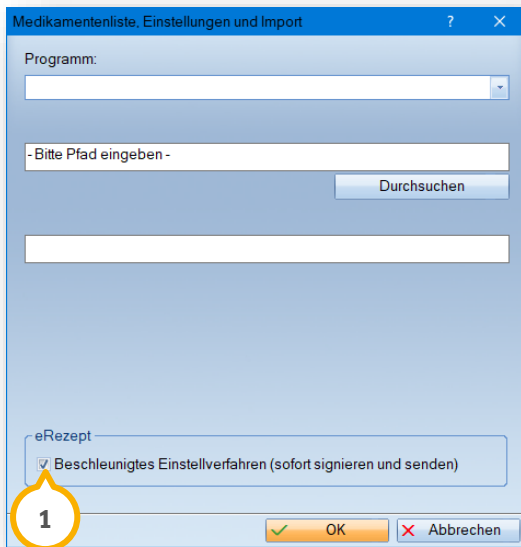 Medikamentenliste, Einstellungen und Import ?
Programm:
- Bitte Pfad eingeben -
Durchsuchen
eRezept
Beschleunigtes Einstellverfahren (sofort signieren und senden)
1
OK Abbrechen